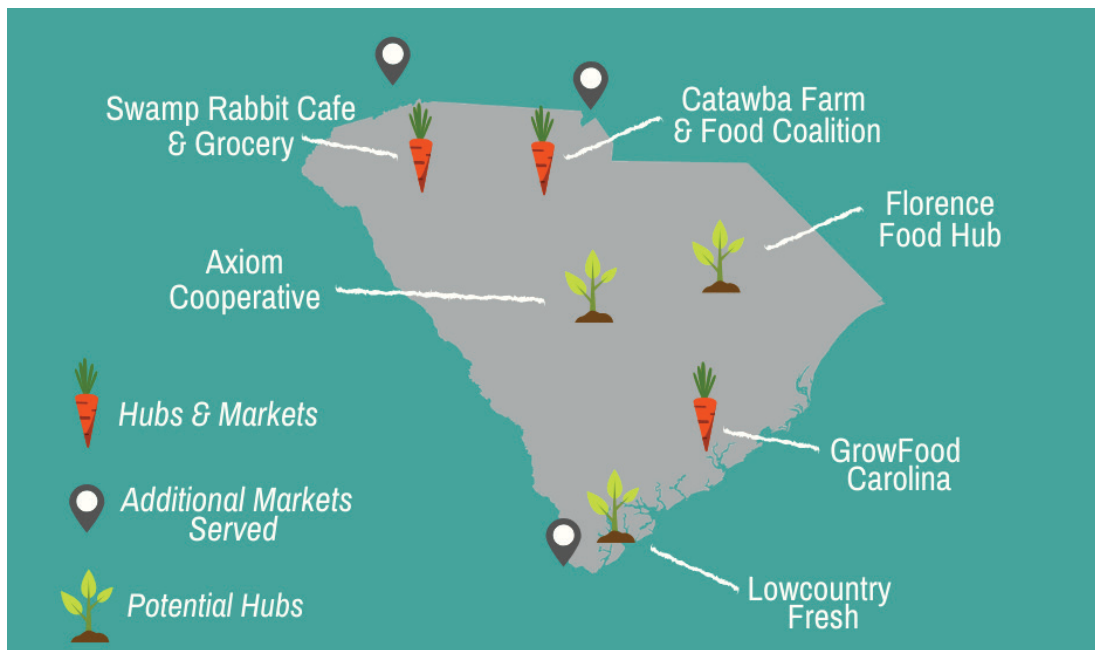 Swamp Rabbit Cafe
& Grocery
Catawba Farm
& Food Coalition
Florence
Food Hub
Axiom
Cooperative
Hubs & Markets
GrowFood
Carolina
Additional Markets
Served
Lowcountry
Fresh
Potential Hubs